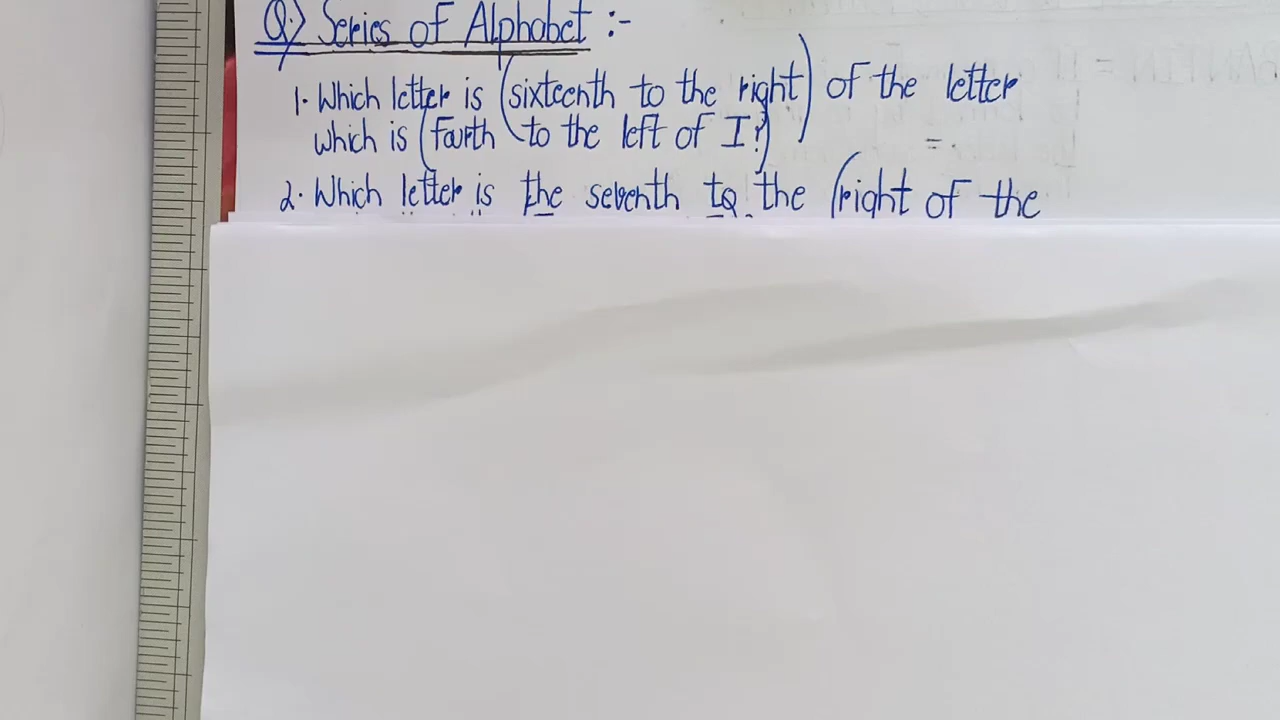 Q) Series of Alphabet :-
1. Which letter is (sixteenth to the right) of the letter
which is (fourth to the left of I?)
2. Which letter is the seventh to the (right of the